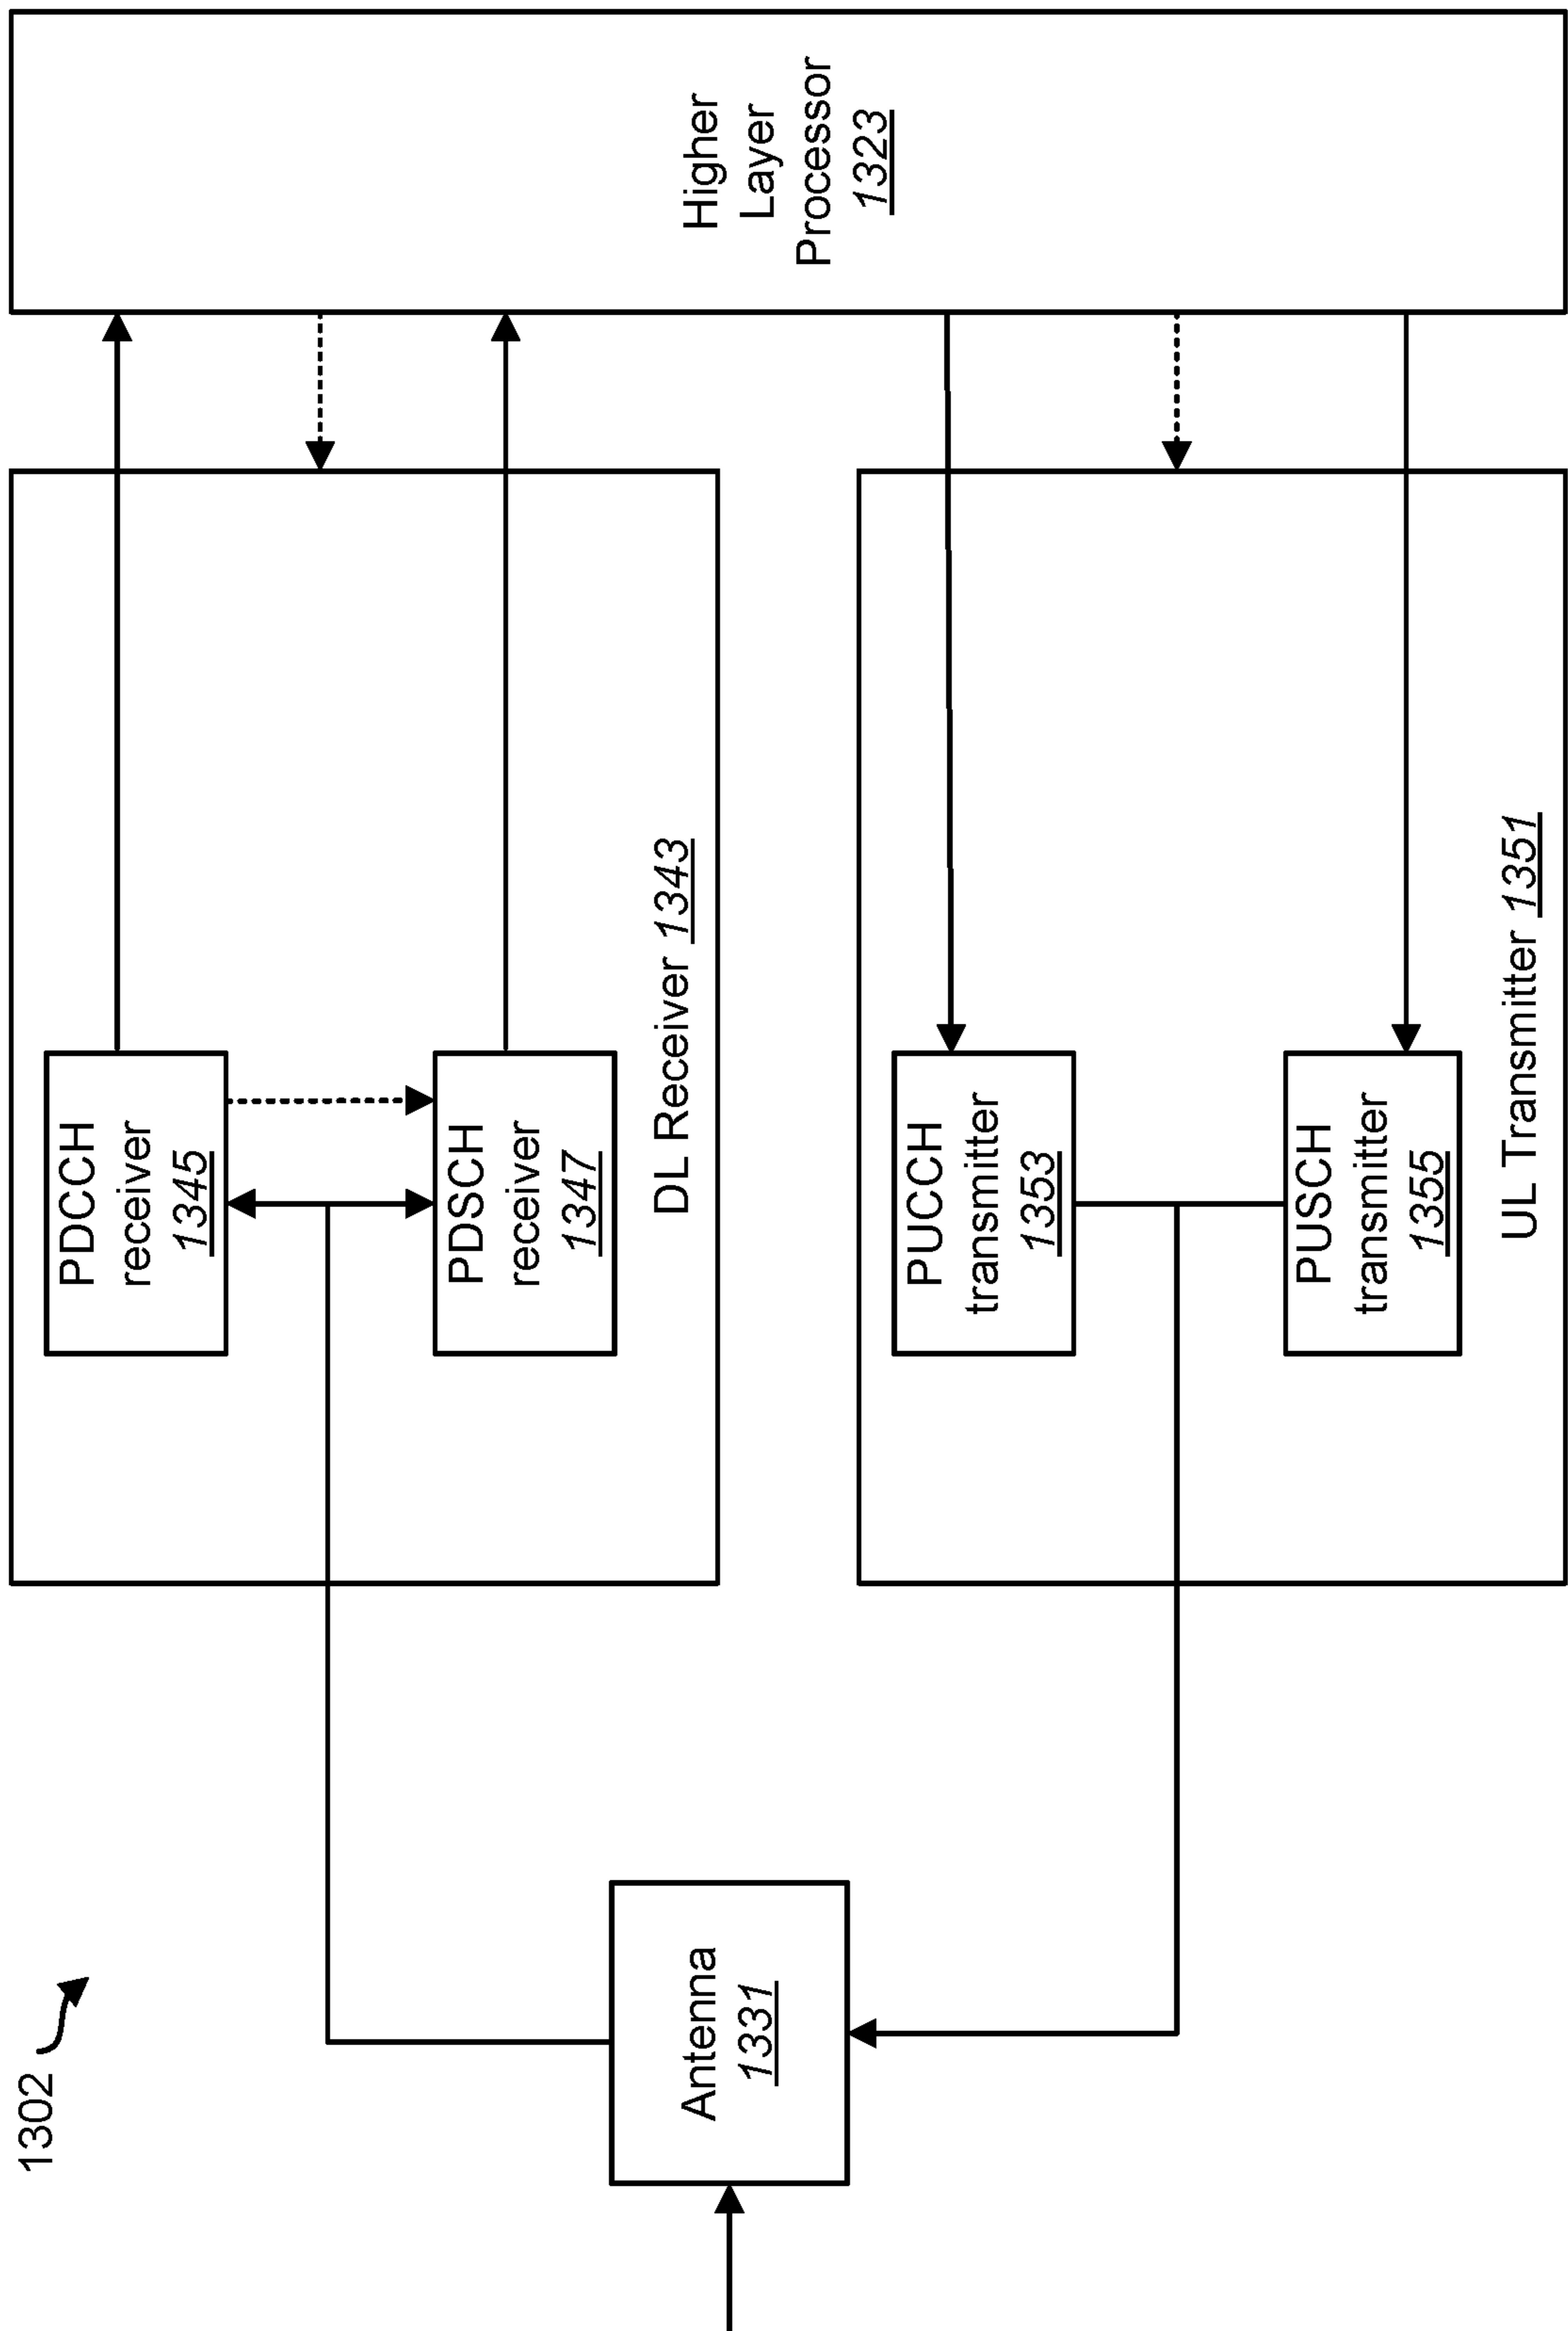 1302
Antenna
1331
PDCCH
receiver
1345
PDSCH
receiver
1347
DL Receiver 1343
PUCCH
transmitter
1353
PUSCH
transmitter
1355
UL Transmitter 1351
Higher
Layer
Processor
1323